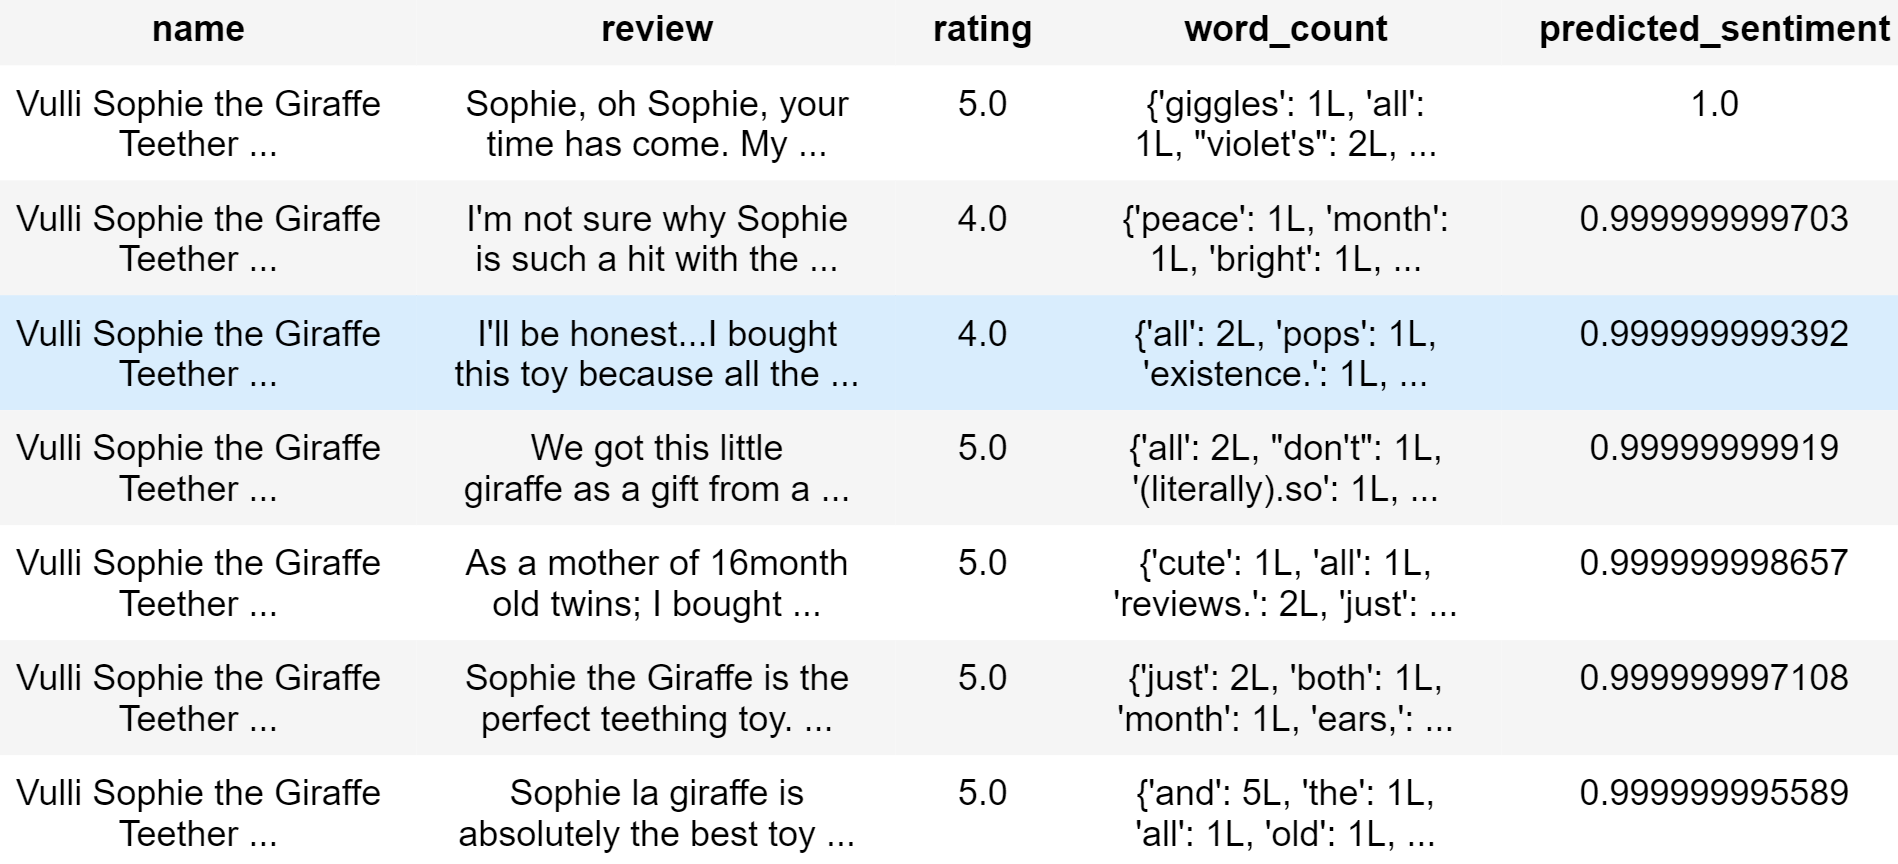 name review rating word_count predicted_sentiment
Vulli Sophie the Giraffe Sophie, oh Sophie, your 5.0 {'giggles': 1L, 'all': 1.0
Teether ... time has come. My ... 1L, "violet's": 2L, ...
Vulli Sophie the Giraffe I'm not sure why Sophie 4.0 {'peace': 1L, 'month': 0.999999999703
Teether ... is such a hit with the ... 1L, 'bright': 1L, ...
Vulli Sophie the Giraffe I'll be honest...I bought 4.0 {'all': 2L, 'pops': 1L, 0.999999999392
Teether ... this toy because all the ... 'existence.': 1L, ...
Vulli Sophie the Giraffe We got this little 5.0 {'all': 2L, "don't": 1L, 0.99999999919
Teether ... giraffe as a gift from a ... '(literally).so': 1L, ...
Vulli Sophie the Giraffe As a mother of 16month 5.0 {'cute': 1L, 'all': 1L, 0.999999998657
Teether ... old twins; I bought ... 'reviews.': 2L, 'just': ...
Vulli Sophie the Giraffe Sophie the Giraffe is the 5.0 {'just': 2L, 'both': 1L, 0.999999997108
Teether ... perfect teething toy. ... 'month': 1L, 'ears,': ...
Vulli Sophie the Giraffe Sophie la giraffe is 5.0 {'and': 5L, 'the': 1L, 0.999999995589
Teether ... absolutely the best toy ... 'all': 1L, 'old': 1L, ...